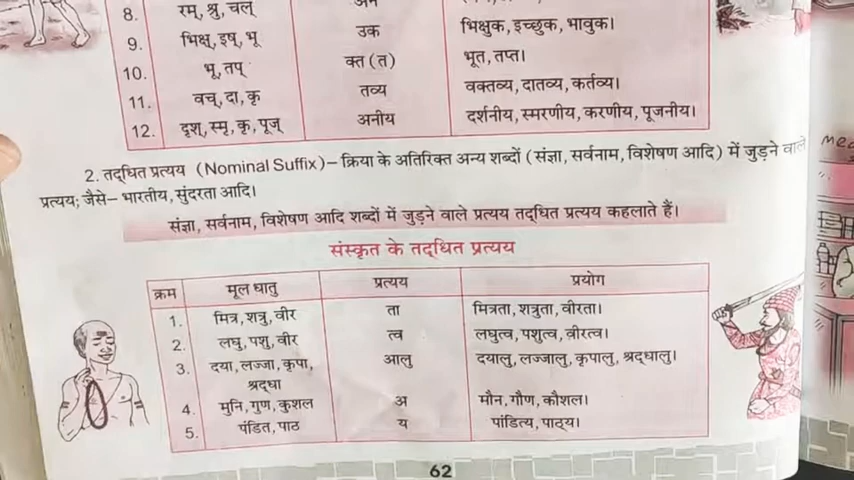 8. रम्, श्रु, चल् अन
9. भिक्ष्, इष्, भू उक भिक्षुक, इच्छुक, भावुक।
10. भू, तप् क्त (त) भूत, तप्त।
11. वच्, दा, कृ तव्य वक्तव्य, दातव्य, कर्तव्य।
12. दृश्, स्मृ, कृ, पूज् अनीय दर्शनीय, स्मरणीय, करणीय, पूजनीय।
2. तद्धित प्रत्यय (Nominal Suffix)– क्रिया के अतिरिक्त अन्य शब्दों (संज्ञा, सर्वनाम, विशेषण आदि) में जुड़ने वाले
प्रत्यय; जैसे– भारतीय, सुंदरता आदि।
संज्ञा, सर्वनाम, विशेषण आदि शब्दों में जुड़ने वाले प्रत्यय तद्धित प्रत्यय कहलाते हैं।
संस्कृत के तद्धित प्रत्यय
क्रम मूल धातु प्रत्यय प्रयोग
1. मित्र, शत्रु, वीर ता मित्रता, शत्रुता, वीरता।
2. लघु, पशु, वीर त्व लघुत्व, पशुत्व, वीरत्व।
3. दया, लज्जा, कृपा, आलु दयालु, लज्जालु, कृपालु, श्रद्धालु।
श्रद्धा
4. मुनि, गुण, कुशल अ मौन, गौण, कौशल।
5. पंडित, पाठ य पांडित्य, पाठ्य।
62